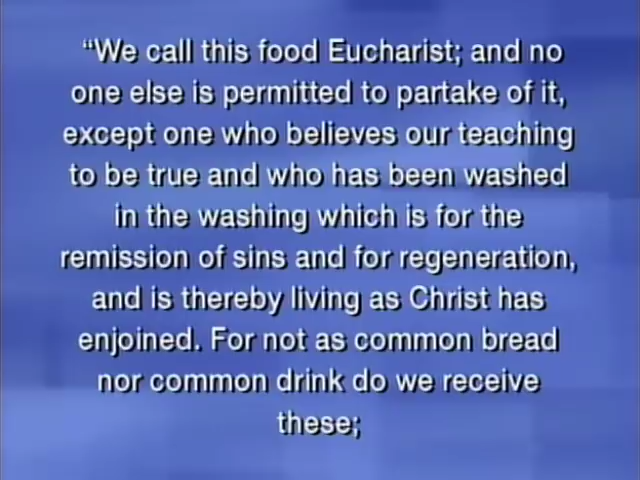 “We call this food Eucharist; and no
one else is permitted to partake of it,
except one who believes our teaching
to be true and who has been washed
in the washing which is for the
remission of sins and for regeneration,
and is thereby living as Christ has
enjoined. For not as common bread
nor common drink do we receive
these;